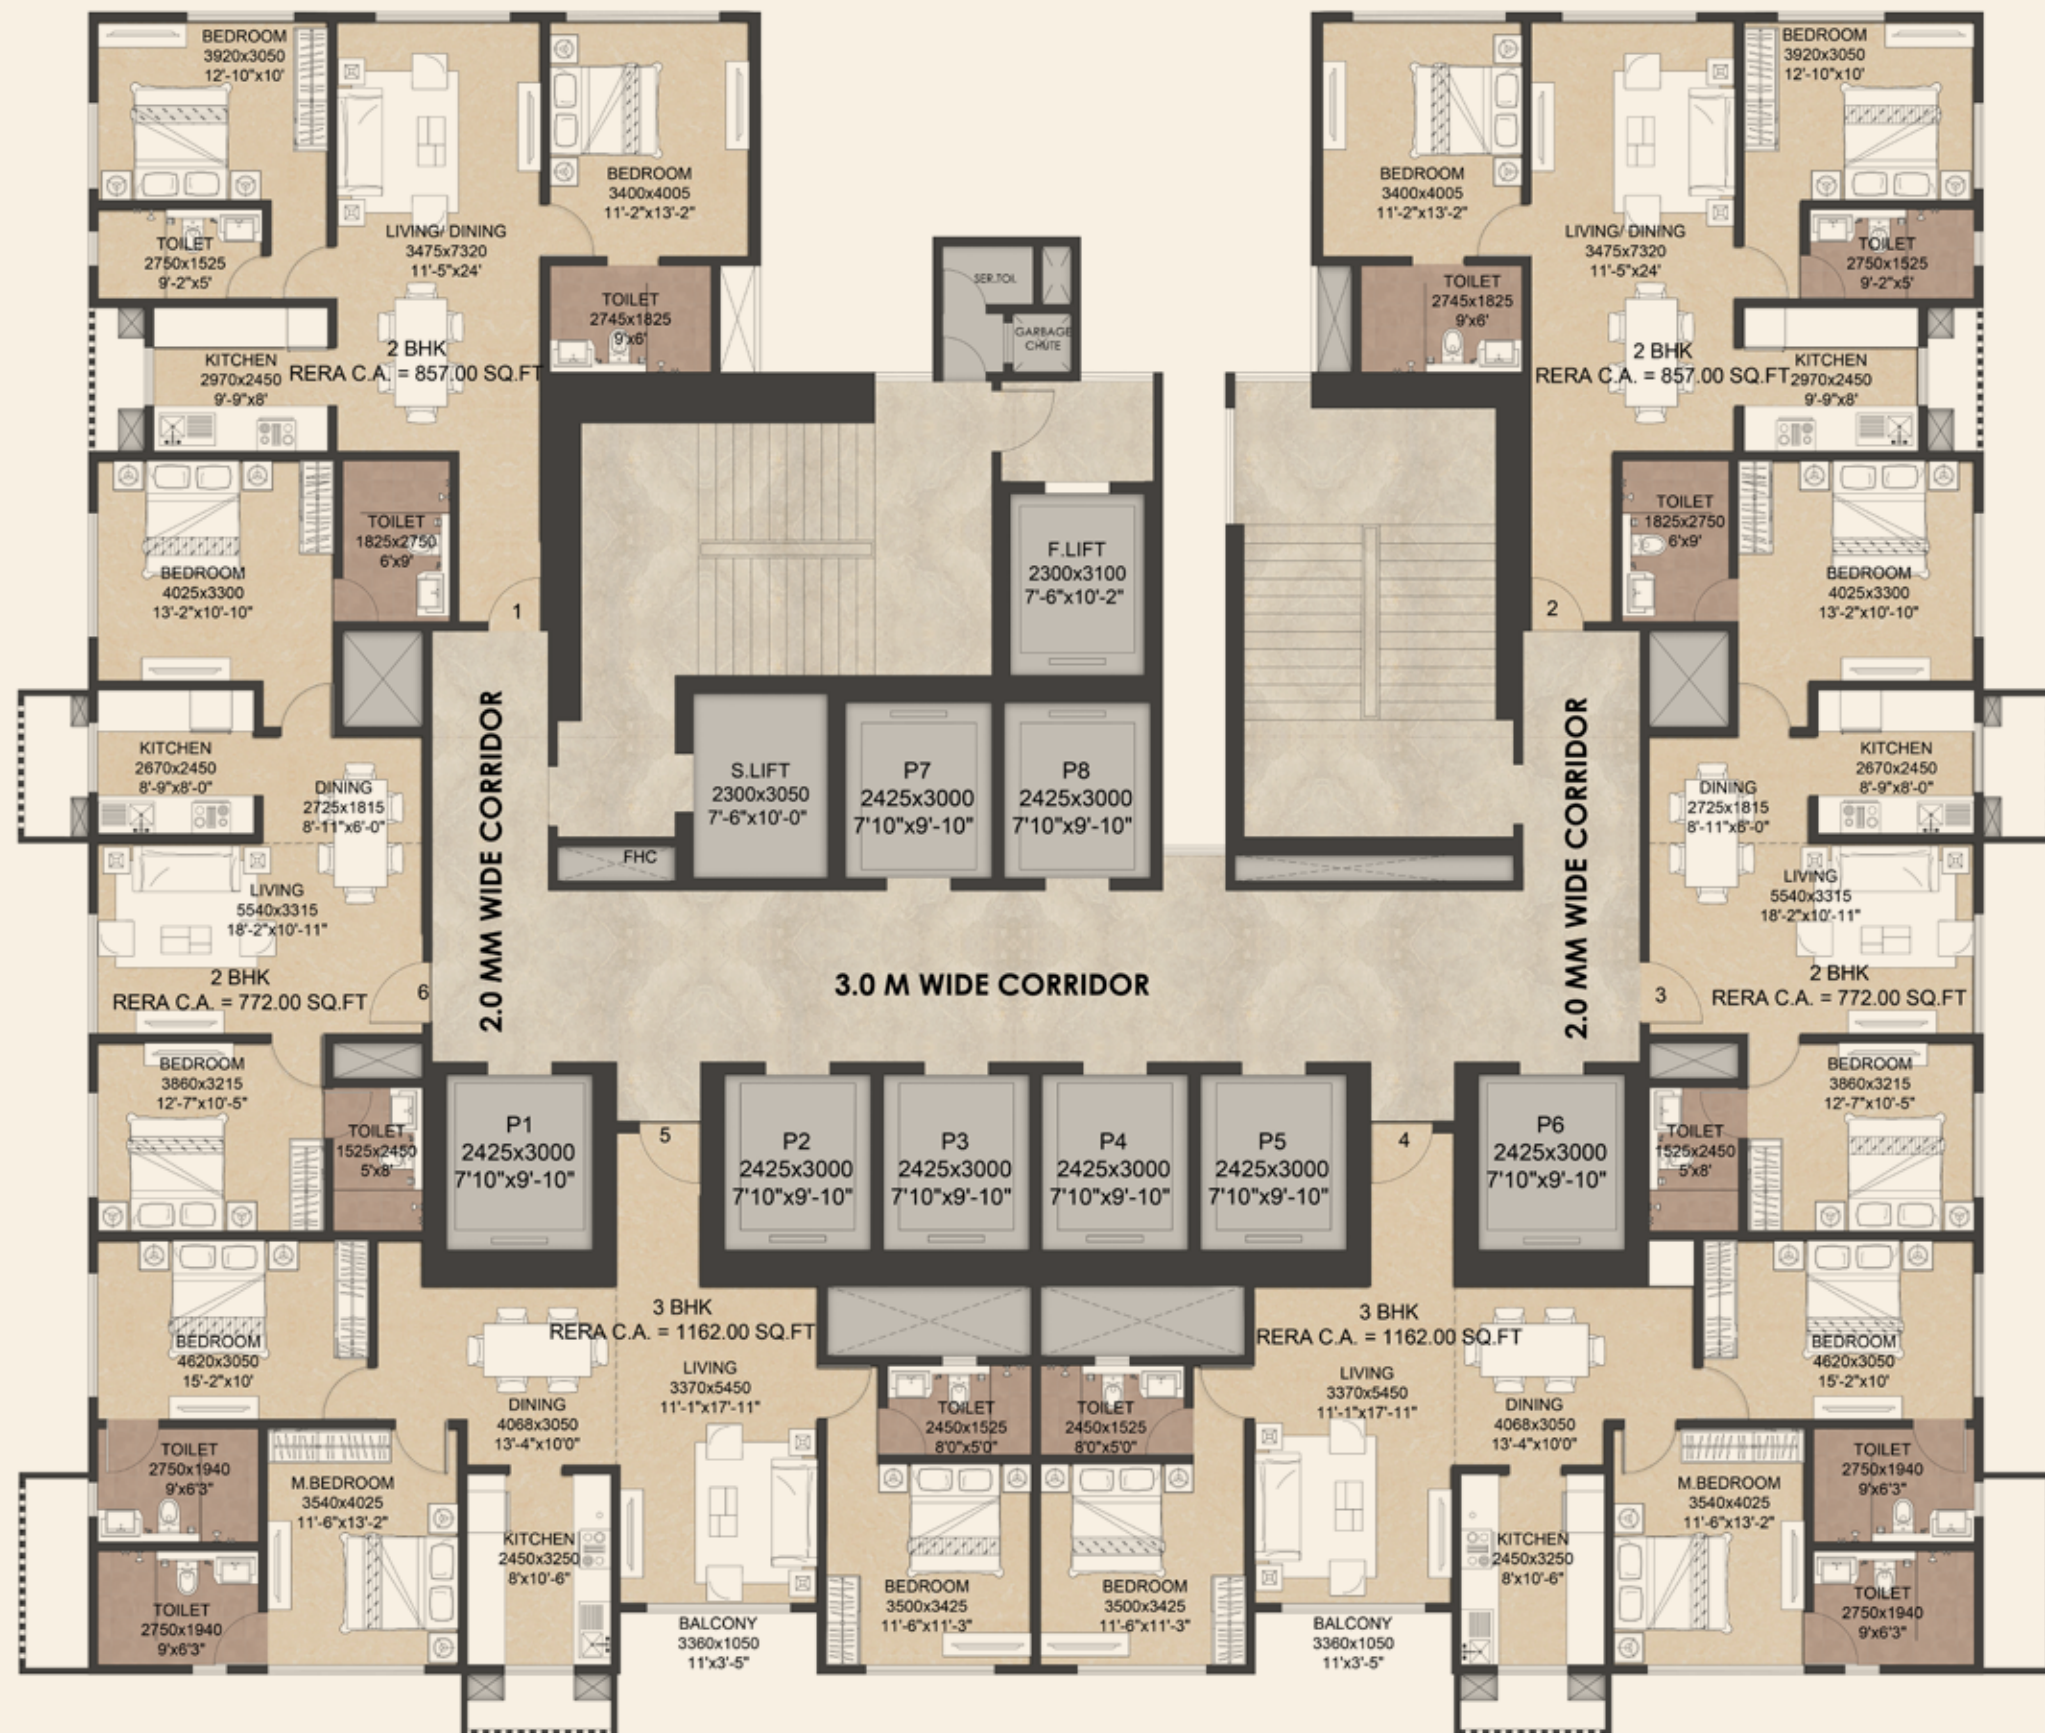 BEDROOM
3920x3050
12'-10"x10'
LIVING/ DINING
3475x7320
11'-5"x24'
BEDROOM
3400x4005
11'-2"x13'-2"
TOILET
2750x1525
9'-2"x5'
TOILET
2745x1825
9'x6'
KITCHEN
2970x2450
9'-9"x8'
2 BHK
RERA C.A. = 857.00 SQ.FT
1
SER.TOI.
GARBAGE
CHUTE
BEDROOM
3400x4005
11'-2"x13'-2"
LIVING/ DINING
3475x7320
11'-5"x24'
BEDROOM
3920x3050
12'-10"x10'
TOILET
2750x1525
9'-2"x5'
TOILET
2745x1825
9'x6'
2 BHK
RERA C.A. = 857.00 SQ.FT
KITCHEN
2970x2450
9'-9"x8'
2
BEDROOM
4025x3300
13'-2"x10'-10"
TOILET
1825x2750
6'x9'
KITCHEN
2670x2450
8'-9"x8'-0"
DINING
2725x1815
8'-11"x6'-0"
LIVING
5540x3315
18'-2"x10'-11"
2 BHK
RERA C.A. = 772.00 SQ.FT
6
BEDROOM
3860x3215
12'-7"x10'-5"
TOILET
1525x2450
5'x8'
2.0 MM WIDE CORRIDOR
F.LIFT
2300x3100
7'-6"x10'-2"
S.LIFT
2300x3050
7'-6"x10'-0"
P7
2425x3000
7'10"x9'-10"
P8
2425x3000
7'10"x9'-10"
FHC
3.0 M WIDE CORRIDOR
2.0 MM WIDE CORRIDOR
TOILET
1825x2750
6'x9'
BEDROOM
4025x3300
13'-2"x10'-10"
KITCHEN
2670x2450
8'-9"x8'-0"
DINING
2725x1815
8'-11"x6'-0"
LIVING
5540x3315
18'-2"x10'-11"
2 BHK
RERA C.A. = 772.00 SQ.FT
3
BEDROOM
3860x3215
12'-7"x10'-5"
TOILET
1525x2450
5'x8'
P1
2425x3000
7'10"x9'-10"
5
P2
2425x3000
7'10"x9'-10"
P3
2425x3000
7'10"x9'-10"
P4
2425x3000
7'10"x9'-10"
P5
2425x3000
7'10"x9'-10"
4
P6
2425x3000
7'10"x9'-10"
BEDROOM
4620x3050
15'-2"x10'
3 BHK
RERA C.A. = 1162.00 SQ.FT
LIVING
3370x5450
11'-1"x17'-11"
DINING
4068x3050
13'-4"x10'0"
TOILET
2450x1525
8'0"x5'0"
TOILET
2750x1940
9'x6'3"
M.BEDROOM
3540x4025
11'-6"x13'-2"
KITCHEN
2450x3250
8'x10'-6"
TOILET
2750x1940
9'x6'3"
BALCONY
3360x1050
11'x3'-5"
BEDROOM
3500x3425
11'-6"x11'-3"
3 BHK
RERA C.A. = 1162.00 SQ.FT
TOILET
2450x1525
8'0"x5'0"
LIVING
3370x5450
11'-1"x17'-11"
DINING
4068x3050
13'-4"x10'0"
BEDROOM
4620x3050
15'-2"x10'
TOILET
2750x1940
9'x6'3"
M.BEDROOM
3540x4025
11'-6"x13'-2"
KITCHEN
2450x3250
8'x10'-6"
BEDROOM
3500x3425
11'-6"x11'-3"
BALCONY
3360x1050
11'x3'-5"
TOILET
2750x1940
9'x6'3"